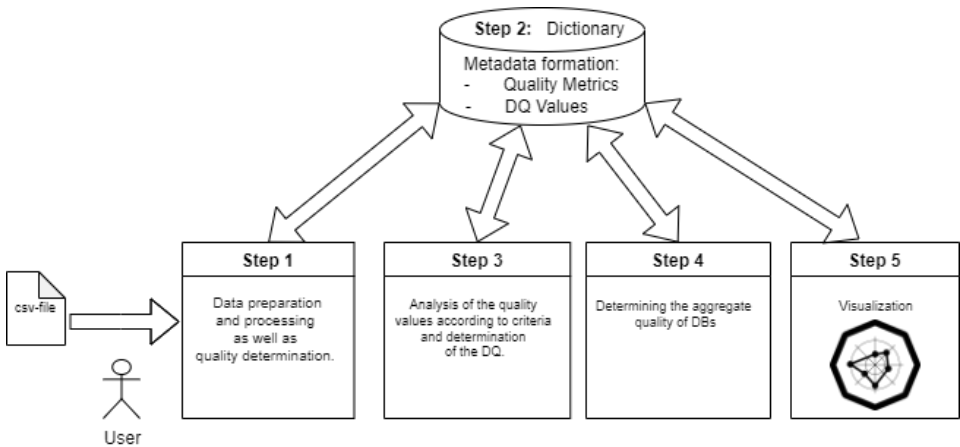 Step 2: Dictionary
Metadata formation:
- Quality Metrics
- DQ Values
csv-file
User
Step 1
Data preparation
and processing
as well as
quality determination.
Step 3
Analysis of the quality
values according to criteria
and determination
of the DQ.
Step 4
Determining the aggregate
quality of DBs
Step 5
Visualization